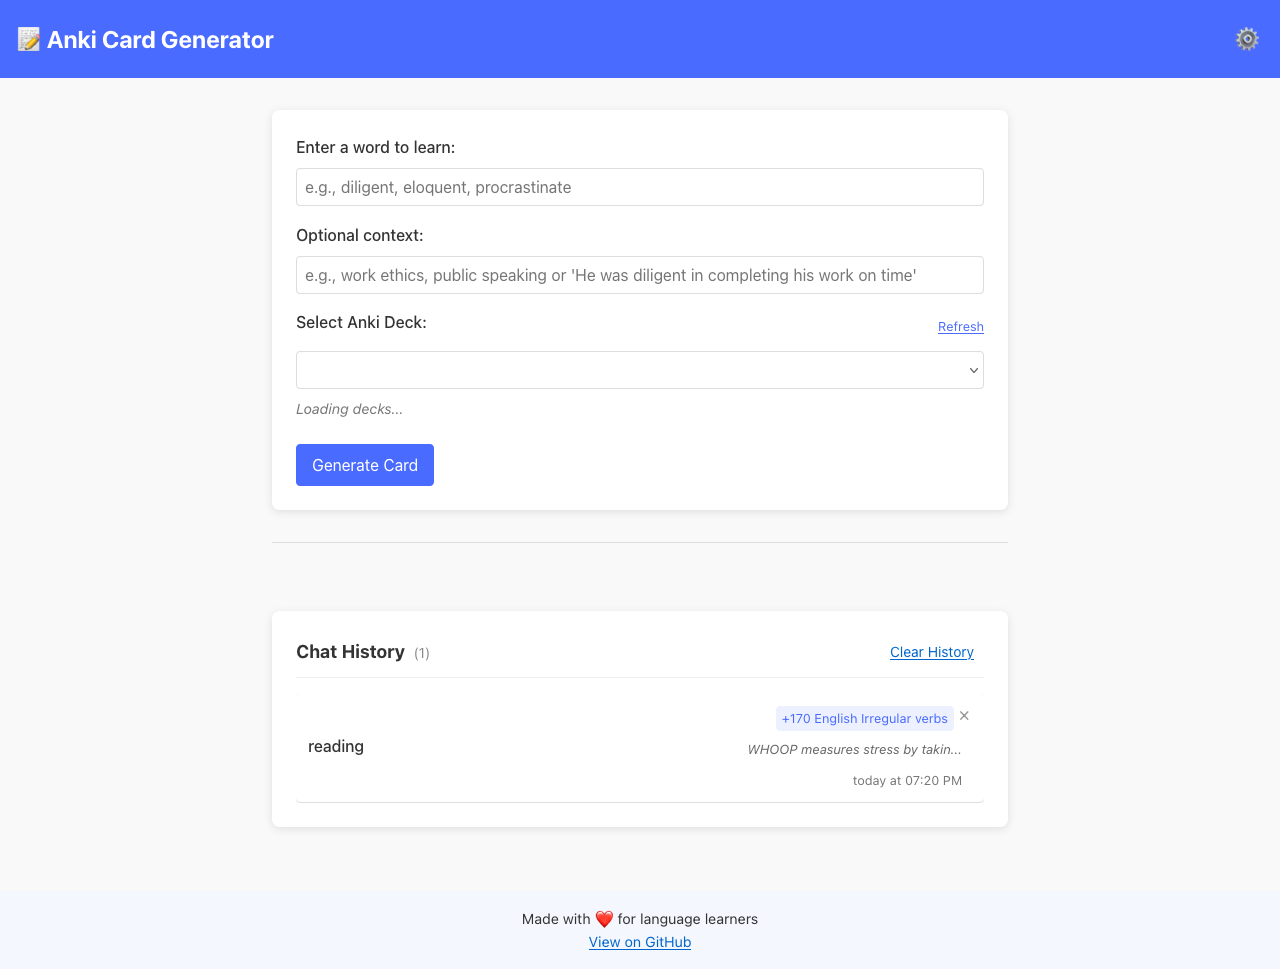 Anki Card Generator
Enter a word to learn:
e.g., diligent, eloquent, procrastinate
Optional context:
e.g., work ethics, public speaking or 'He was diligent in completing his work on time'
Select Anki Deck:
Refresh
Loading decks...
Generate Card
Chat History (1)
Clear History
+170 English Irregular verbs ×
reading
WHOOP measures stress by takin...
today at 07:20 PM
Made with ❤️ for language learners
View on GitHub